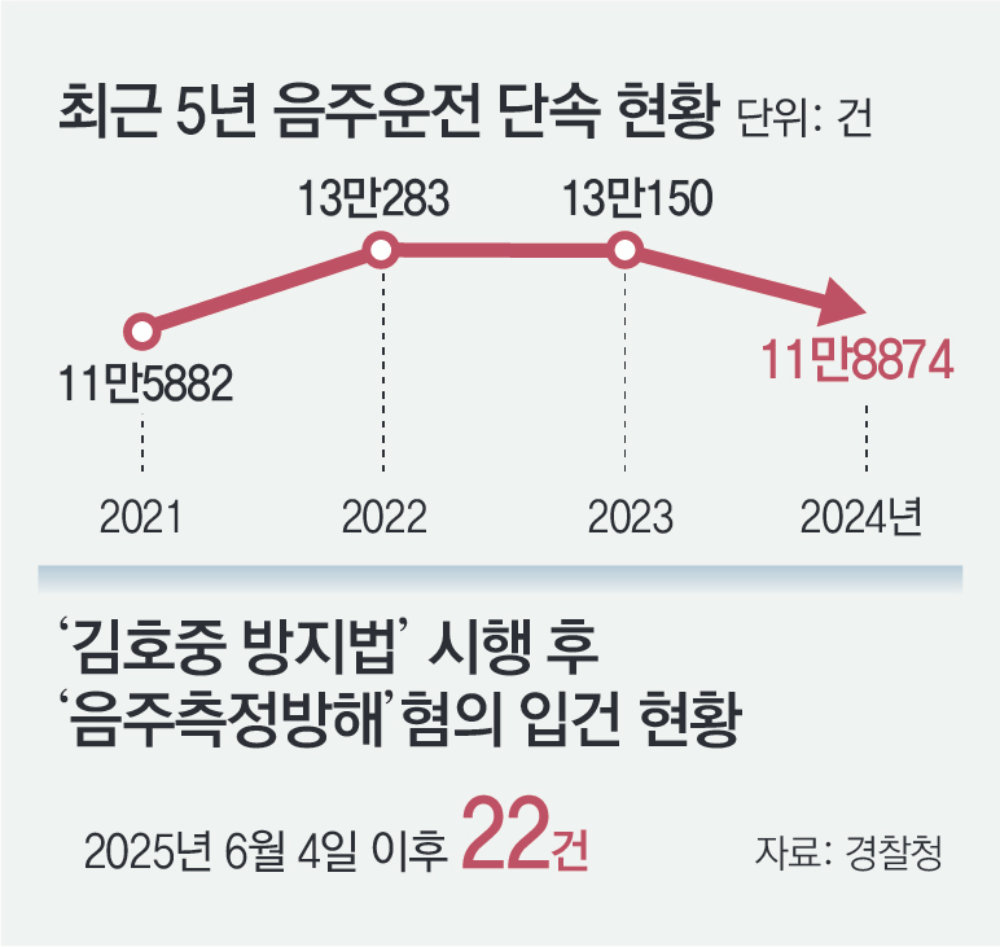 최근 5년 음주운전 단속 현황 단위: 건
13만283 13만150
11만5882 11만8874
2021 2022 2023 2024년
‘김호중 방지법’ 시행 후
‘음주측정방해’혐의 입건 현황
2025년 6월 4일 이후 22건 자료: 경찰청